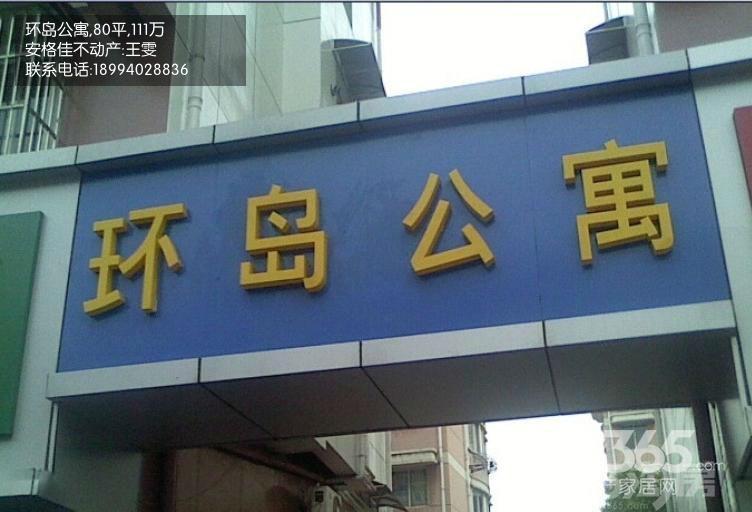 环岛公寓,80平,111万
安格佳不动产:王雯
联系电话:18994028836
环岛公寓
365.com
家居网